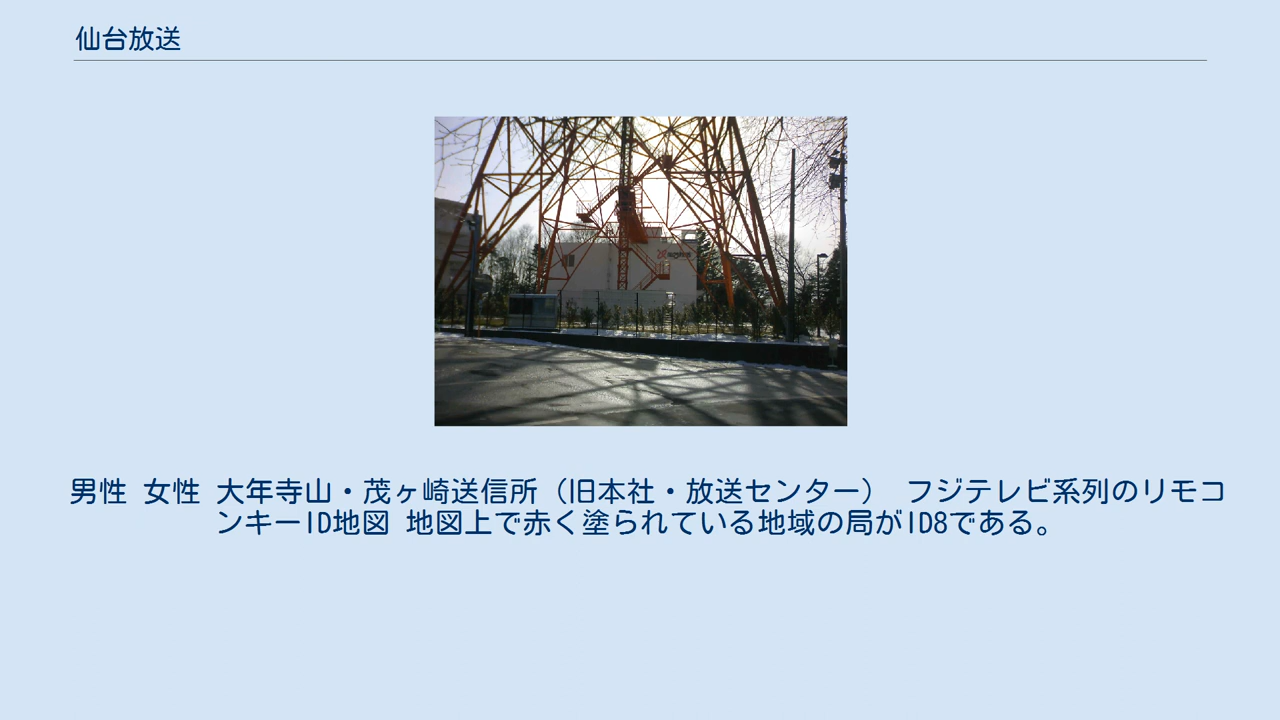 仙台放送
男性 女性 大年寺山・茂ヶ崎送信所（旧本社・放送センター） フジテレビ系列のリモコ
ンキーID地図 地図上で赤く塗られている地域の局がID8である。